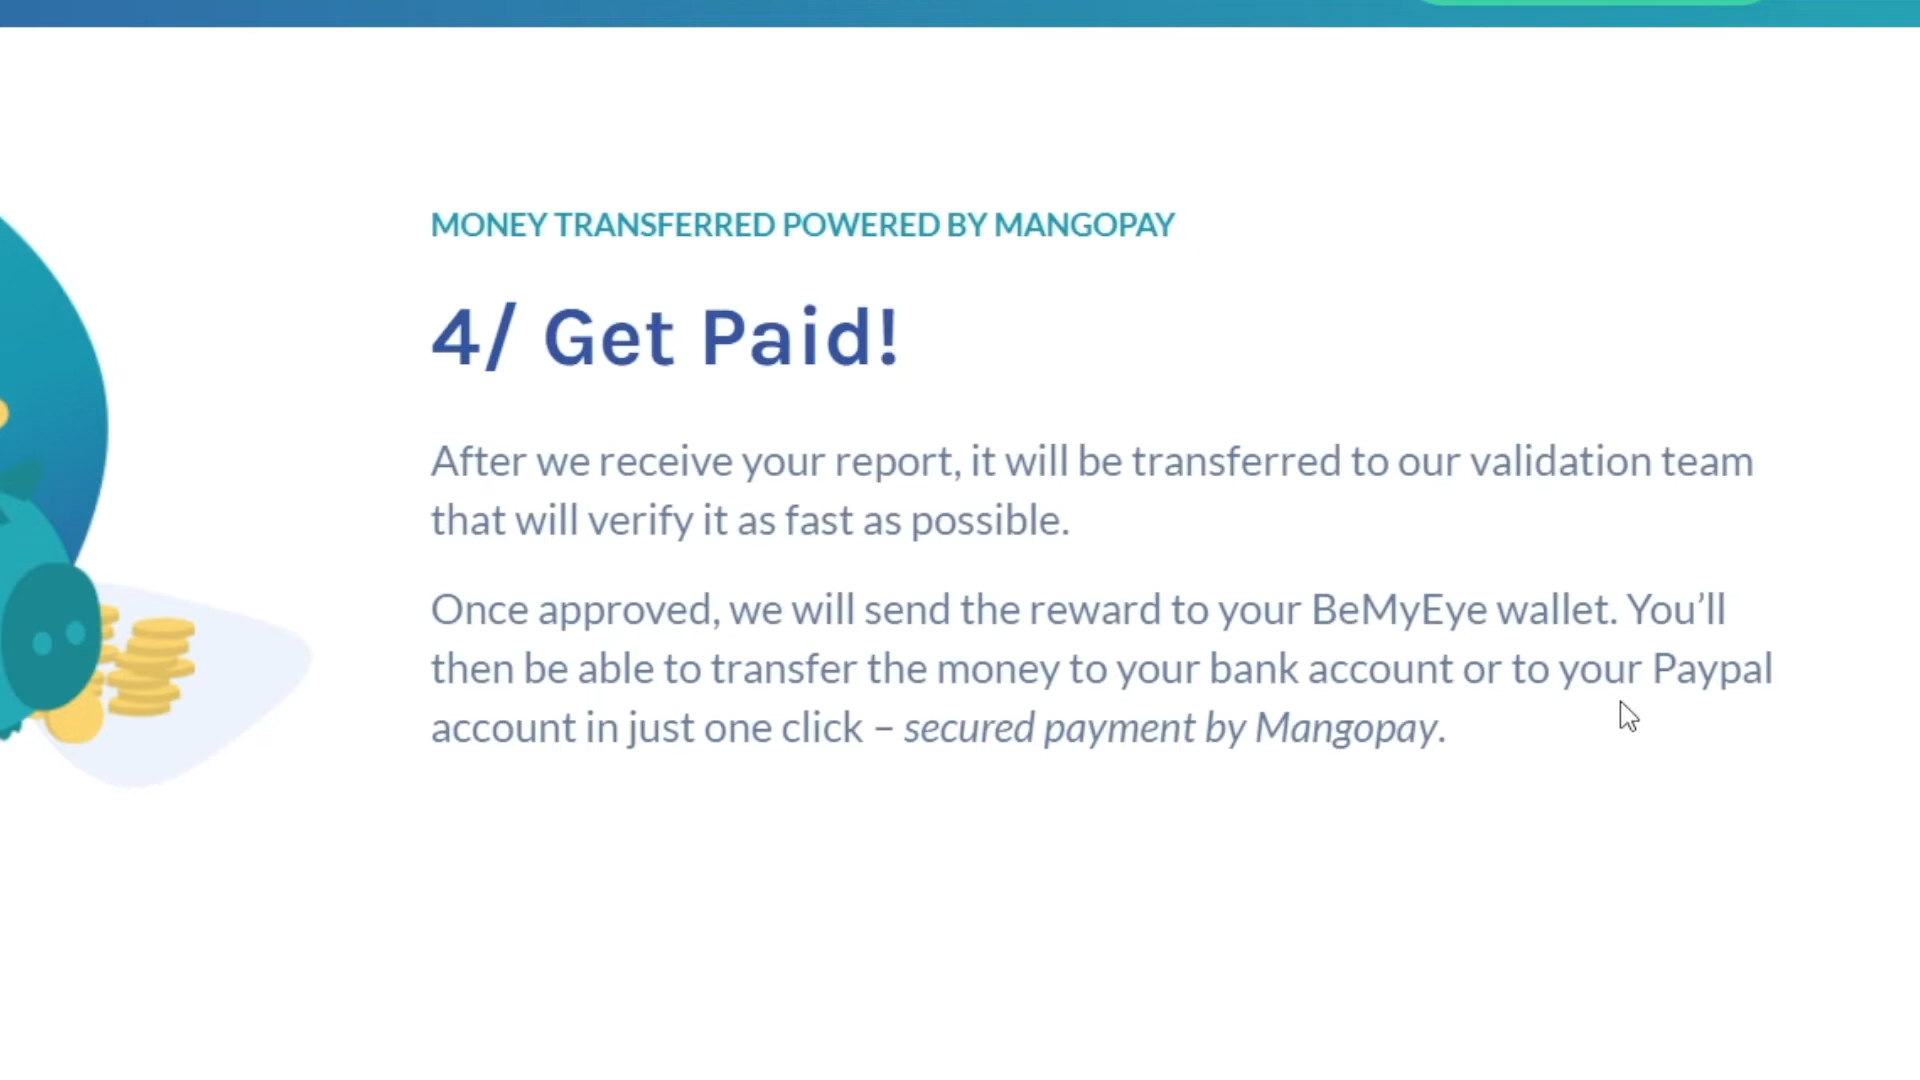 MONEY TRANSFERRED POWERED BY MANGOPAY
4/ Get Paid!
After we receive your report, it will be transferred to our validation team
that will verify it as fast as possible.
Once approved, we will send the reward to your BeMyEye wallet. You’ll
then be able to transfer the money to your bank account or to your Paypal
account in just one click – secured payment by Mangopay.